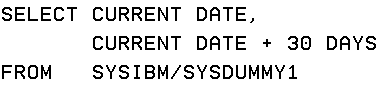 SELECT CURRENT DATE,
       CURRENT DATE + 30 DAYS
FROM   SYSIBM/SYSDUMMY1